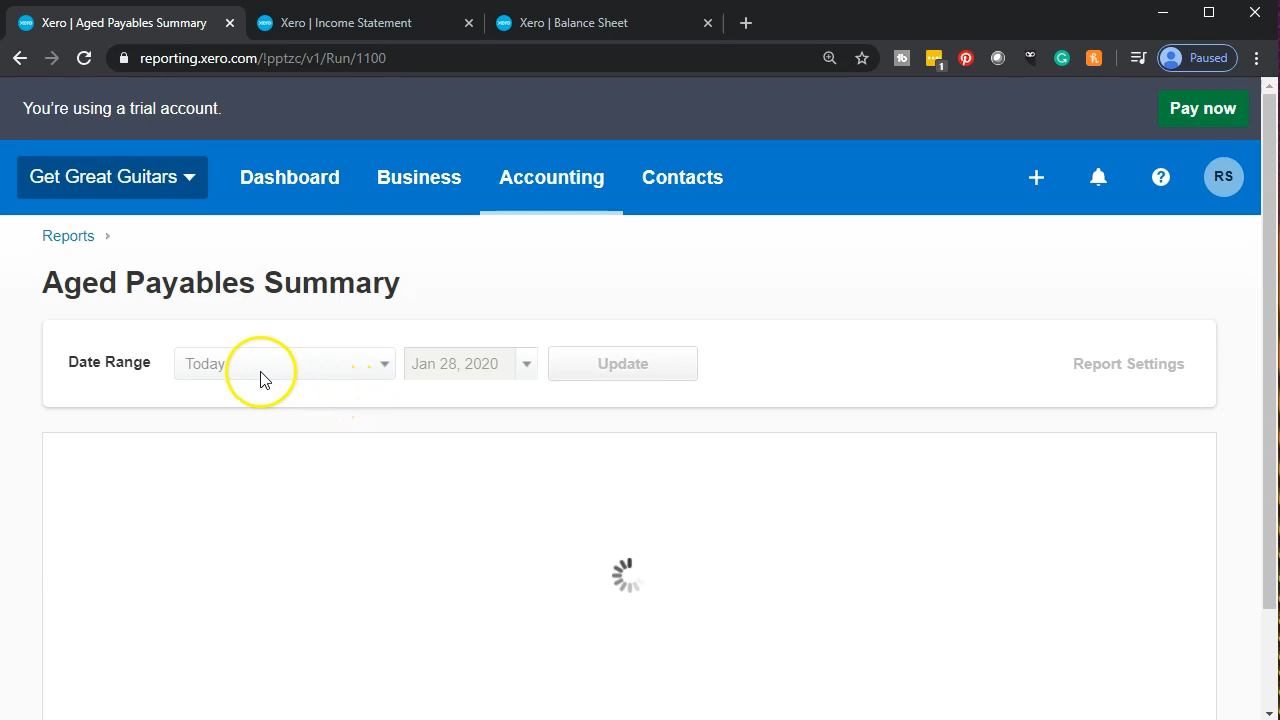 Xero | Aged Payables Summary
Xero | Income Statement
Xero | Balance Sheet
reporting.xero.com/!pptzc/v1/Run/1100
1
Paused
You're using a trial account.
Pay now
Get Great Guitars
Dashboard
Business
Accounting
Contacts
RS
Reports
Aged Payables Summary
Date Range
Today
Jan 28, 2020
Update
Report Settings